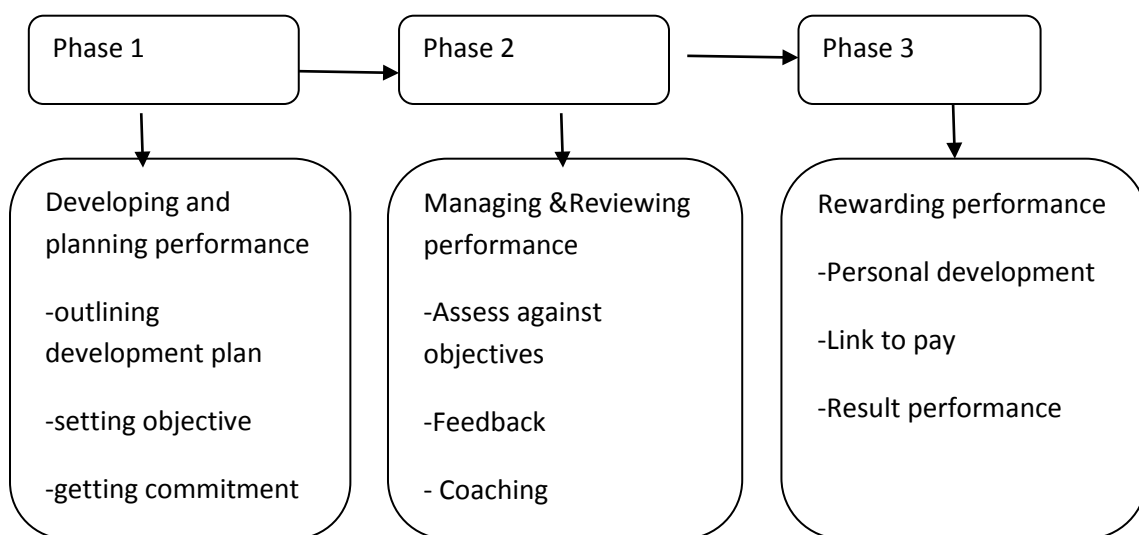 Phase 1
Phase 2
Phase 3
Developing and
planning performance
-outlining
development plan
-setting objective
-getting commitment
Managing &Reviewing
performance
-Assess against
objectives
-Feedback
- Coaching
Rewarding performance
-Personal development
-Link to pay
-Result performance